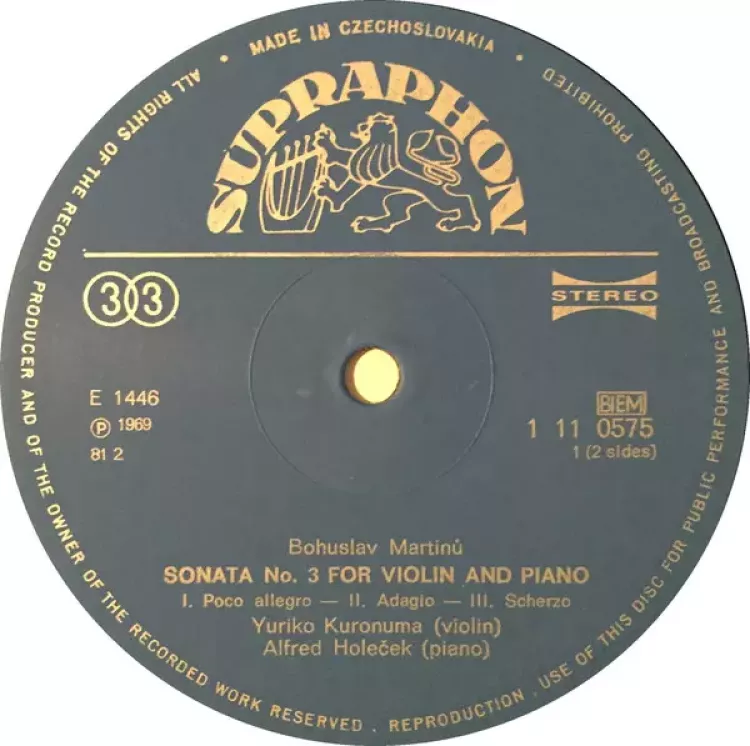 • MADE IN CZECHOSLOVAKIA •
SUPRAPHON
33
STEREO
E 1446
Ⓟ 1969
81 2
BIEM
1 11 0575
1 (2 sides)
Bohuslav Martinů
SONATA No. 3 FOR VIOLIN AND PIANO
I. Poco allegro — II. Adagio — III. Scherzo
Yuriko Kuronuma (violin)
Alfred Holeček (piano)
ALL RIGHTS OF THE RECORD PRODUCER AND OF THE OWNER OF THE RECORDED WORK RESERVED . REPRODUCTION . USE OF THIS DISC FOR PUBLIC PERFORMANCE AND BROADCASTING PROHIBITED